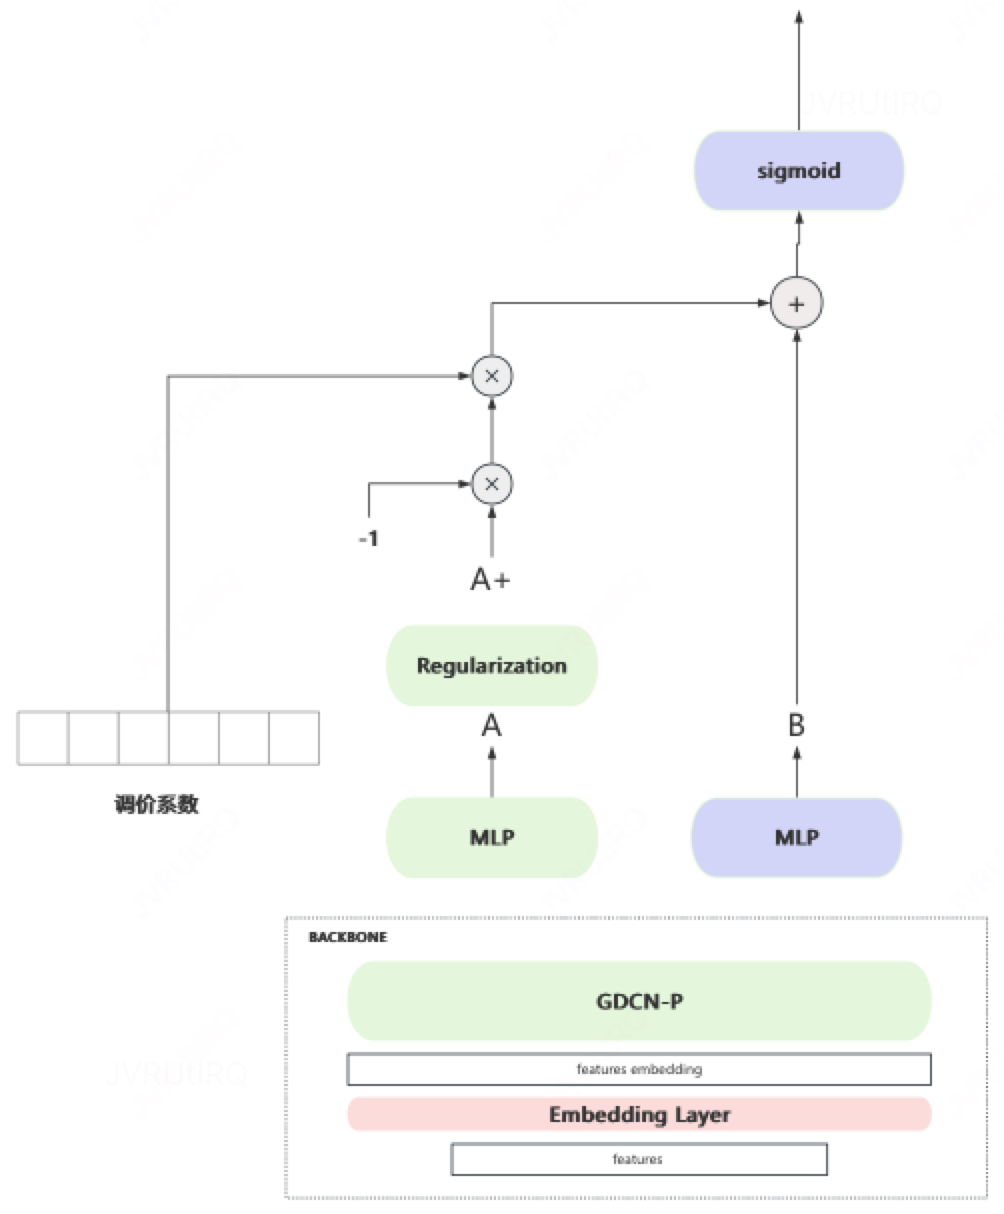 sigmoid
+
×
×
-1
A+
Regularization
A
B
调价系数
MLP
MLP
BACKBONE
GDCN-P
features embedding
Embedding Layer
features